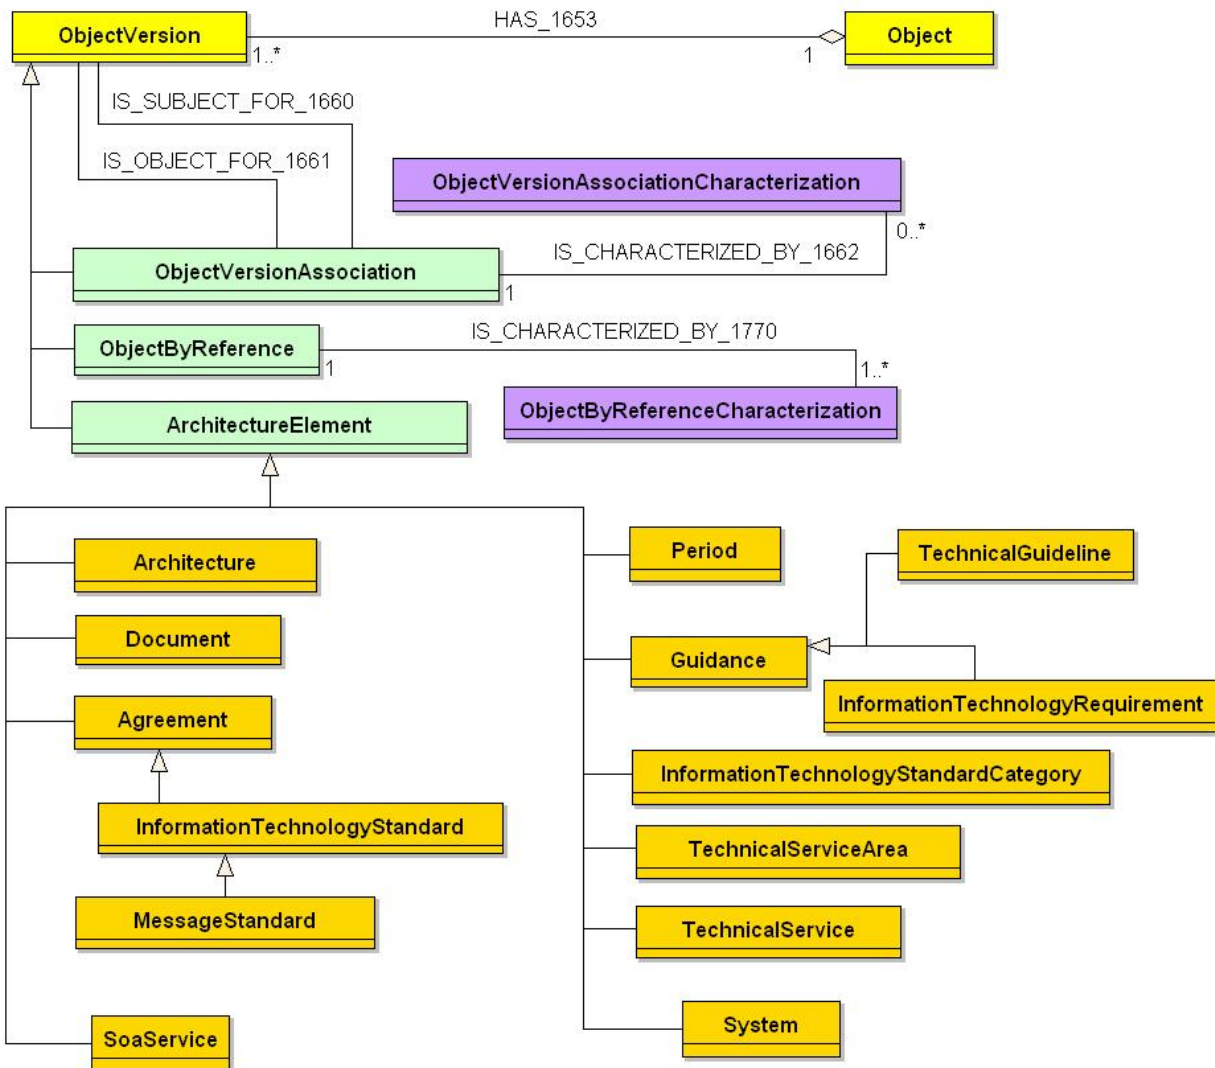 ObjectVersion
HAS_1653
Object
1..*
1
IS_SUBJECT_FOR_1660
IS_OBJECT_FOR_1661
ObjectVersionAssociationCharacterization
0..*
ObjectVersionAssociation
IS_CHARACTERIZED_BY_1662
1
ObjectByReference
IS_CHARACTERIZED_BY_1770
1
1..*
ObjectByReferenceCharacterization
ArchitectureElement
Architecture
Period
TechnicalGuideline
Document
Guidance
Agreement
InformationTechnologyRequirement
InformationTechnologyStandardCategory
InformationTechnologyStandard
TechnicalServiceArea
MessageStandard
TechnicalService
SoaService
System